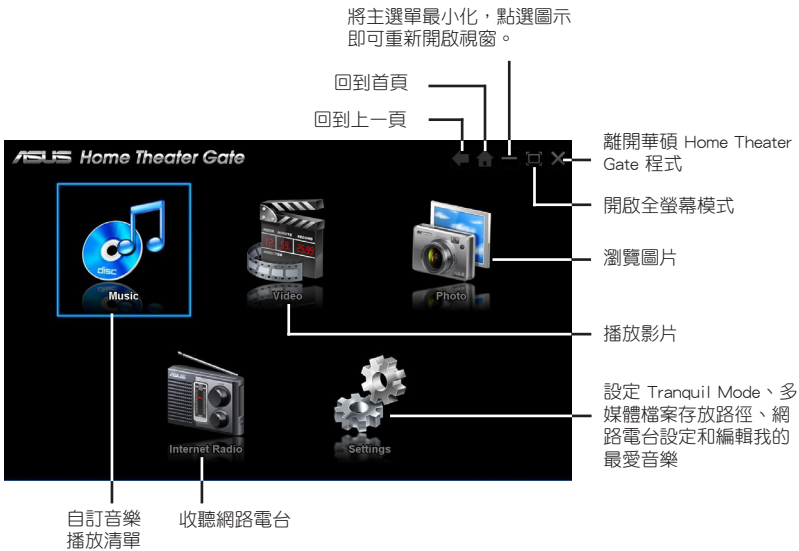 將主選單最小化，點選圖示
即可重新開啟視窗。
回到首頁
回到上一頁
離開華碩 Home Theater
Gate 程式
開啟全螢幕模式
瀏覽圖片
播放影片
設定 Tranquil Mode、多
媒體檔案存放路徑、網
路電台設定和編輯我的
最愛音樂
ASUS Home Theater Gate
disc
Music
Video
Photo
ASUS
Internet Radio
Settings
自訂音樂
播放清單
收聽網路電台